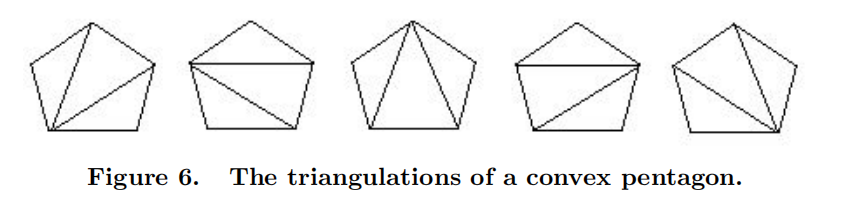 Figure 6. The triangulations of a convex pentagon.